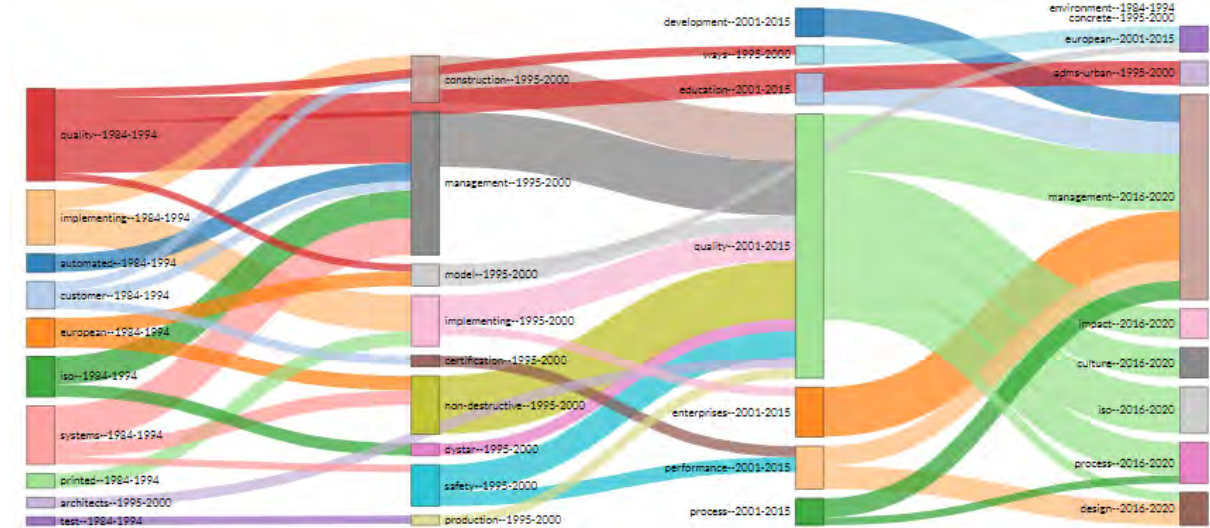 quality--1984-1994
implementing--1984-1994
automated--1984-1994
customer--1984-1994
european--1984-1994
iso--1984-1994
systems--1984-1994
printed--1984-1994
architects--1995-2000
test--1984-1994
construction--1995-2000
management--1995-2000
model--1995-2000
implementing--1995-2000
certification--1995-2000
non-destructive--1995-2000
dystar--1995-2000
safety--1995-2000
production--1995-2000
development--2001-2015
ways--1995-2000
education--2001-2015
quality--2001-2015
enterprises--2001-2015
performance--2001-2015
process--2001-2015
environment--1984-1994
concrete--1995-2000
european--2001-2015
adms-urban--1995-2000
management--2016-2020
impact--2016-2020
culture--2016-2020
iso--2016-2020
process--2016-2020
design--2016-2020